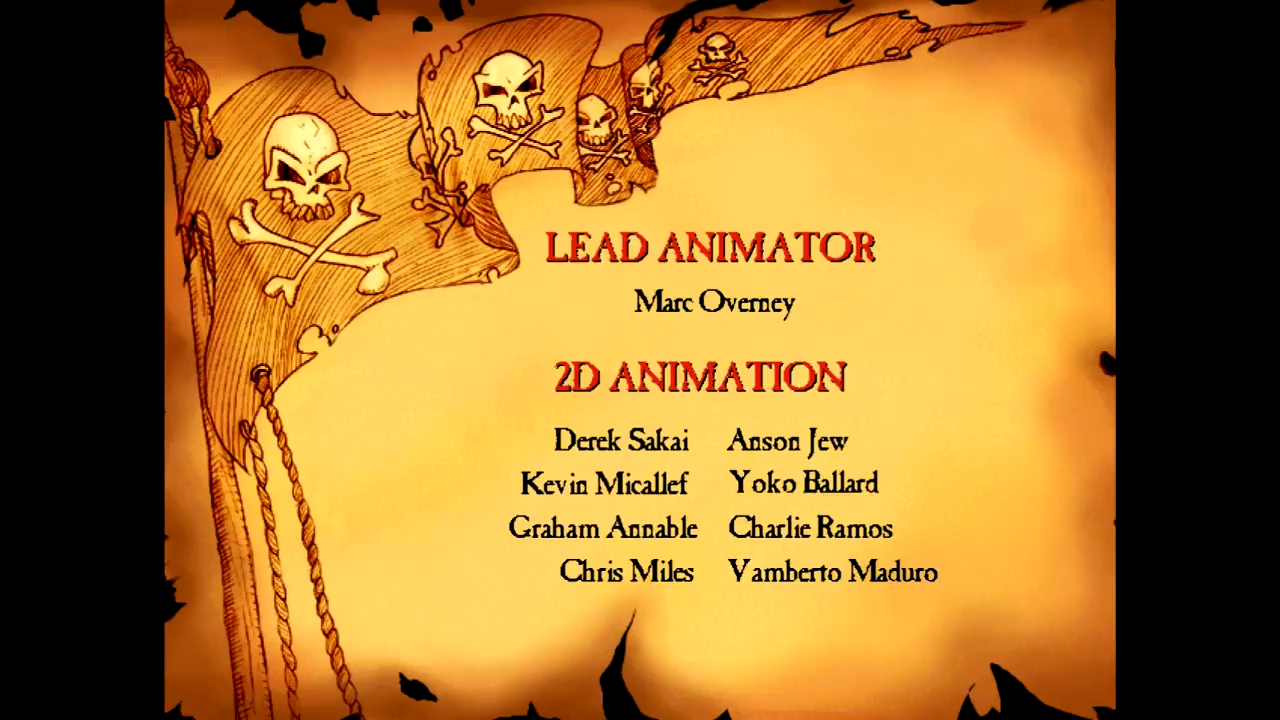 LEAD ANIMATOR
Marc Overney
2D ANIMATION
Derek Sakai Anson Jew
Kevin Micallef Yoko Ballard
Graham Annable Charlie Ramos
Chris Miles Vamberto Maduro